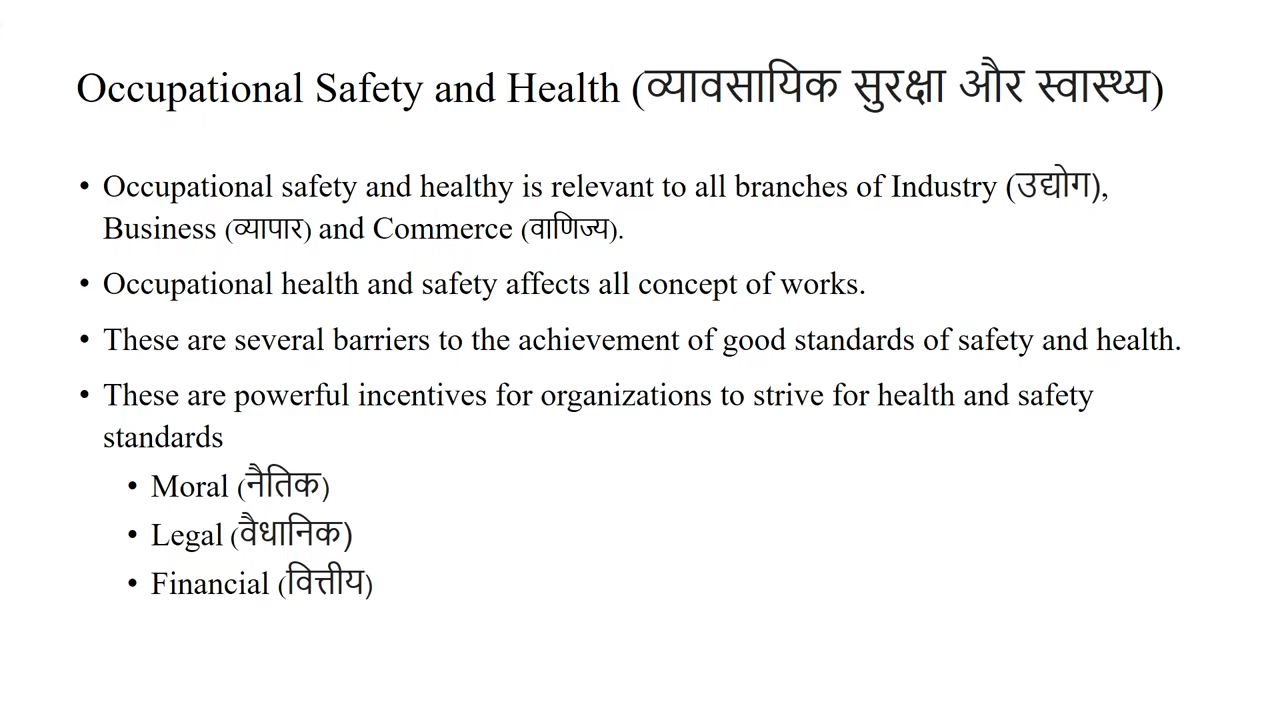 Occupational Safety and Health (व्यावसायिक सुरक्षा और स्वास्थ्य)
• Occupational safety and healthy is relevant to all branches of Industry (उद्योग),
Business (व्यापार) and Commerce (वाणिज्य).
• Occupational health and safety affects all concept of works.
• These are several barriers to the achievement of good standards of safety and health.
• These are powerful incentives for organizations to strive for health and safety
standards
• Moral (नैतिक)
• Legal (वैधानिक)
• Financial (वित्तीय)